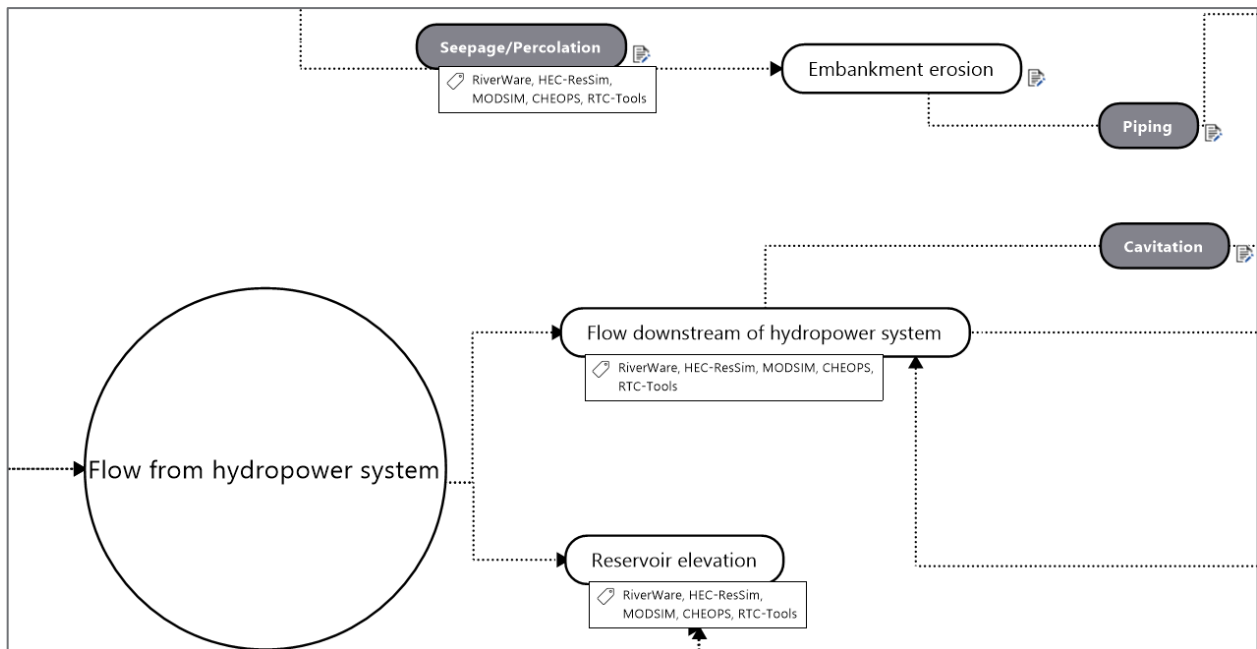 Seepage/Percolation
RiverWare, HEC-ResSim,
MODSIM, CHEOPS, RTC-Tools
Embankment erosion
Piping
Cavitation
Flow downstream of hydropower system
RiverWare, HEC-ResSim, MODSIM, CHEOPS,
RTC-Tools
Flow from hydropower system
Reservoir elevation
RiverWare, HEC-ResSim,
MODSIM, CHEOPS, RTC-Tools